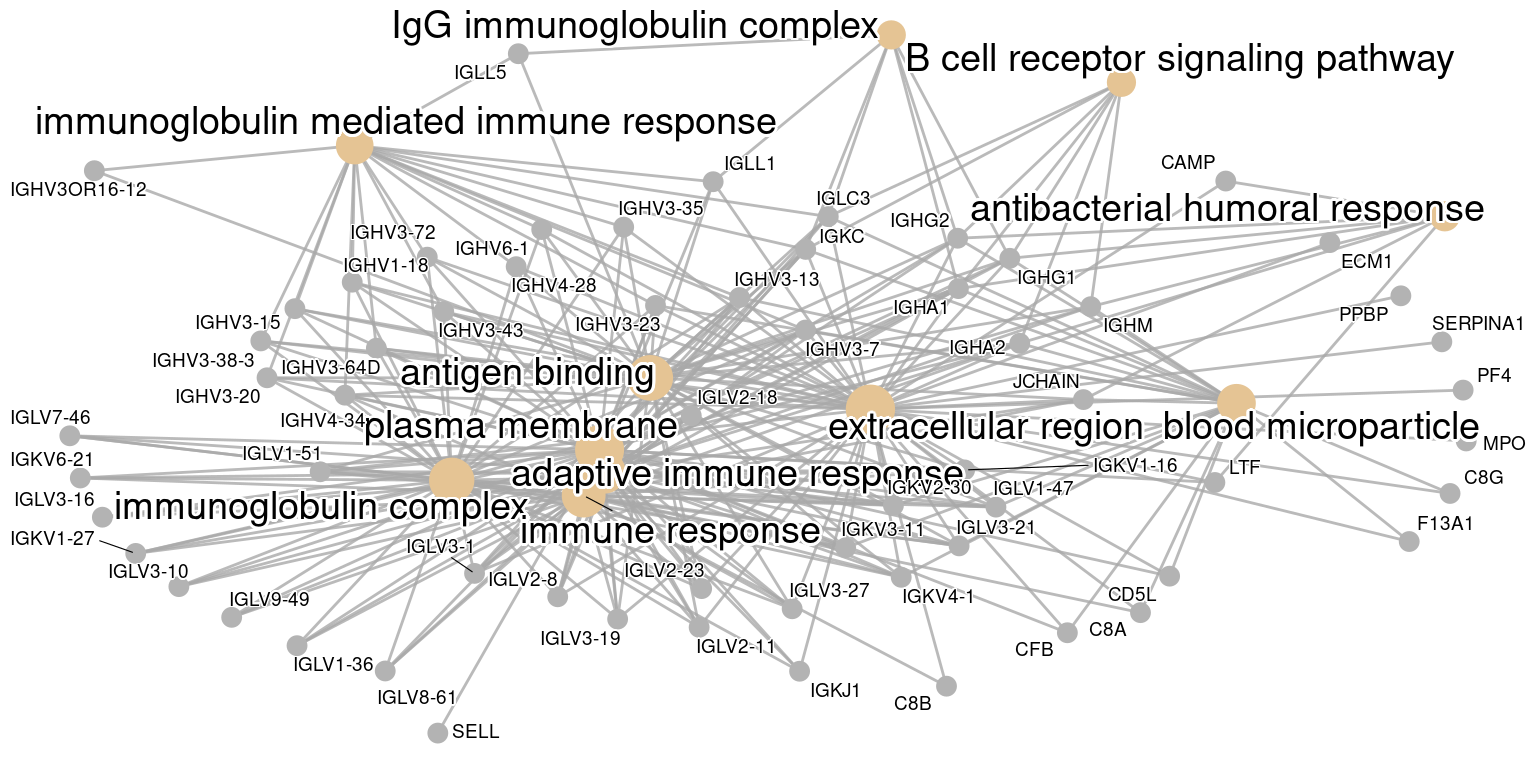 IgG immunoglobulin complex
B cell receptor signaling pathway
IGLL5
immunoglobulin mediated immune response
IGLL1
CAMP
IGHV3OR16-12
IGLC3
IGHV3-35
antibacterial humoral response
IGHG2
IGHV3-72
IGKC
IGHV6-1
ECM1
IGHV1-18
IGHG1
IGHV3-13
IGHV4-28
IGHA1
PPBP
IGHV3-15
IGHV3-23
IGHM
SERPINA1
IGHV3-43
IGHA2
IGHV3-7
IGHV3-38-3
IGHV3-64D
antigen binding
PF4
JCHAIN
IGHV3-20
IGLV2-18
IGLV7-46
IGHV4-34
plasma membrane
extracellular region
blood microparticle
MPO
IGLV1-51
IGKV6-21
IGKV1-16
LTF
adaptive immune response
C8G
IGKV2-30
IGLV1-47
IGLV3-16
immunoglobulin complex
F13A1
IGLV3-21
immune response
IGKV3-11
IGKV1-27
IGLV3-1
IGLV3-10
IGLV2-23
IGLV2-8
IGLV3-27
CD5L
IGKV4-1
IGLV9-49
C8A
IGLV3-19
IGLV2-11
CFB
IGLV1-36
IGKJ1
IGLV8-61
C8B
SELL